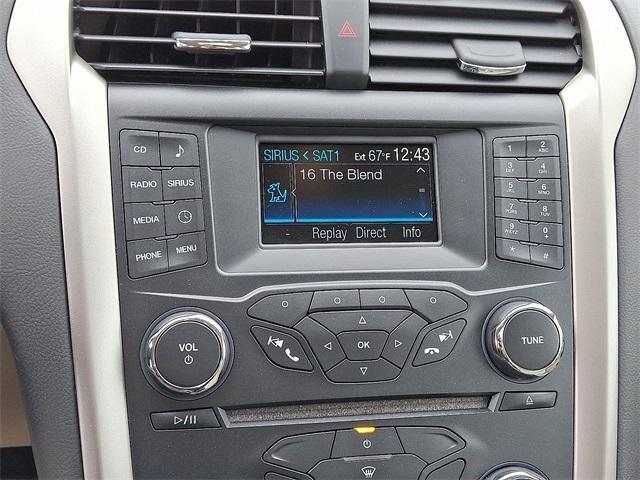 SIRIUS < SAT1 Ext 67°F 12:43
16 The Blend
- Replay Direct Info
CD
RADIO SIRIUS
MEDIA
PHONE MENU
1 2 ABC
3 DEF 4 GHI
5 JKL 6 MNO
7 PQRS 8 TUV
9 WXYZ 0 +
* #
VOL
OK
TUNE